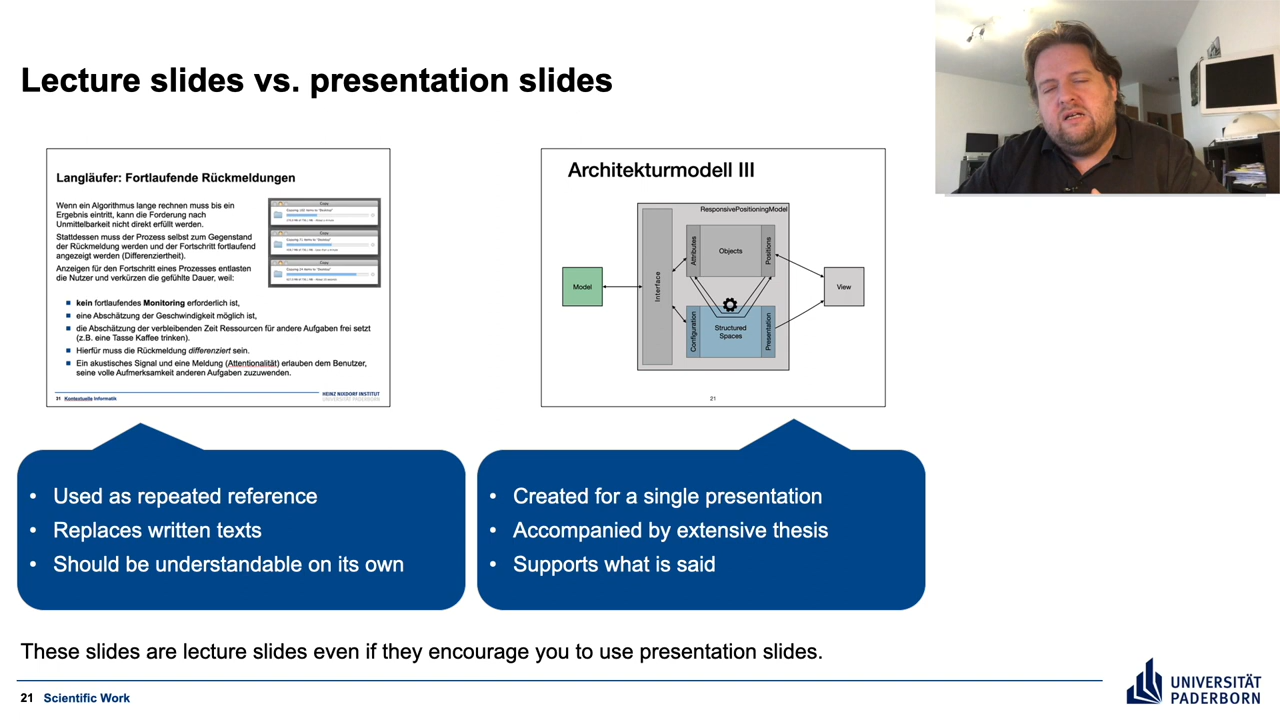 Lecture slides vs. presentation slides
Langläufer: Fortlaufende Rückmeldungen
Wenn ein Algorithmus lange rechnen muss bis ein
Ergebnis eintritt, kann die Forderung nach
Unmittelbarkeit nicht direkt erfüllt werden.
Stattdessen muss der Prozess selbst zum Gegenstand
der Rückmeldung werden und der Fortschritt fortlaufend
angezeigt werden (Differenziertheit).
Anzeigen für den Fortschritt eines Prozesses entlasten
die Nutzer und verkürzen die gefühlte Dauer, weil:
■ kein fortlaufendes Monitoring erforderlich ist,
■ eine Abschätzung der Geschwindigkeit möglich ist,
■ die Abschätzung der verbleibenden Zeit Ressourcen für andere Aufgaben frei setzt
(z.B. eine Tasse Kaffee trinken).
■ Hierfür muss die Rückmeldung differenziert sein.
■ Ein akustisches Signal und eine Meldung (Attentionalität) erlauben dem Benutzer,
seine volle Aufmerksamkeit anderen Aufgaben zuzuwenden.
31 Kontextuelle Informatik
HEINZ NIXDORF INSTITUT
UNIVERSITÄT PADERBORN
Architekturmodell III
ResponsivePositioningModel
Attributes
Objects
Positions
Interface
Model
View
Configuration
Structured
Spaces
Presentation
21
• Used as repeated reference
• Replaces written texts
• Should be understandable on its own
• Created for a single presentation
• Accompanied by extensive thesis
• Supports what is said
These slides are lecture slides even if they encourage you to use presentation slides.
21 Scientific Work
UNIVERSITÄT
PADERBORN